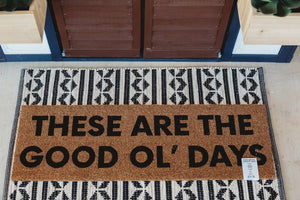 THESE ARE THE
GOOD OL' DAYS